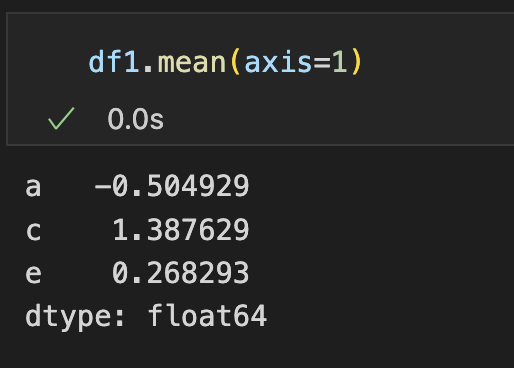 df1.mean(axis=1)
✓ 0.0s
a −0.504929
c 1.387629
e 0.268293
dtype: float64